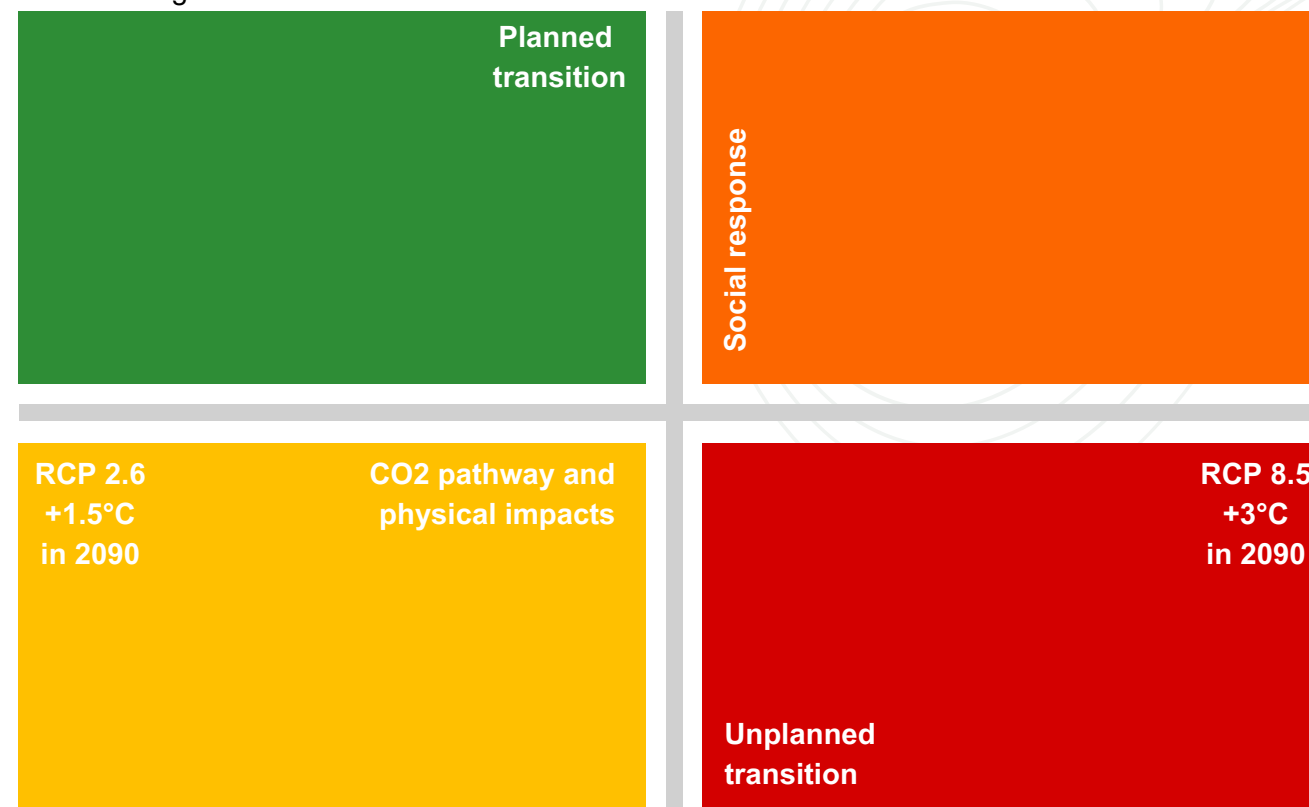 Planned
transition
Social response
RCP 2.6
+1.5°C
in 2090
CO2 pathway and
physical impacts
RCP 8.5
+3°C
in 2090
Unplanned
transition